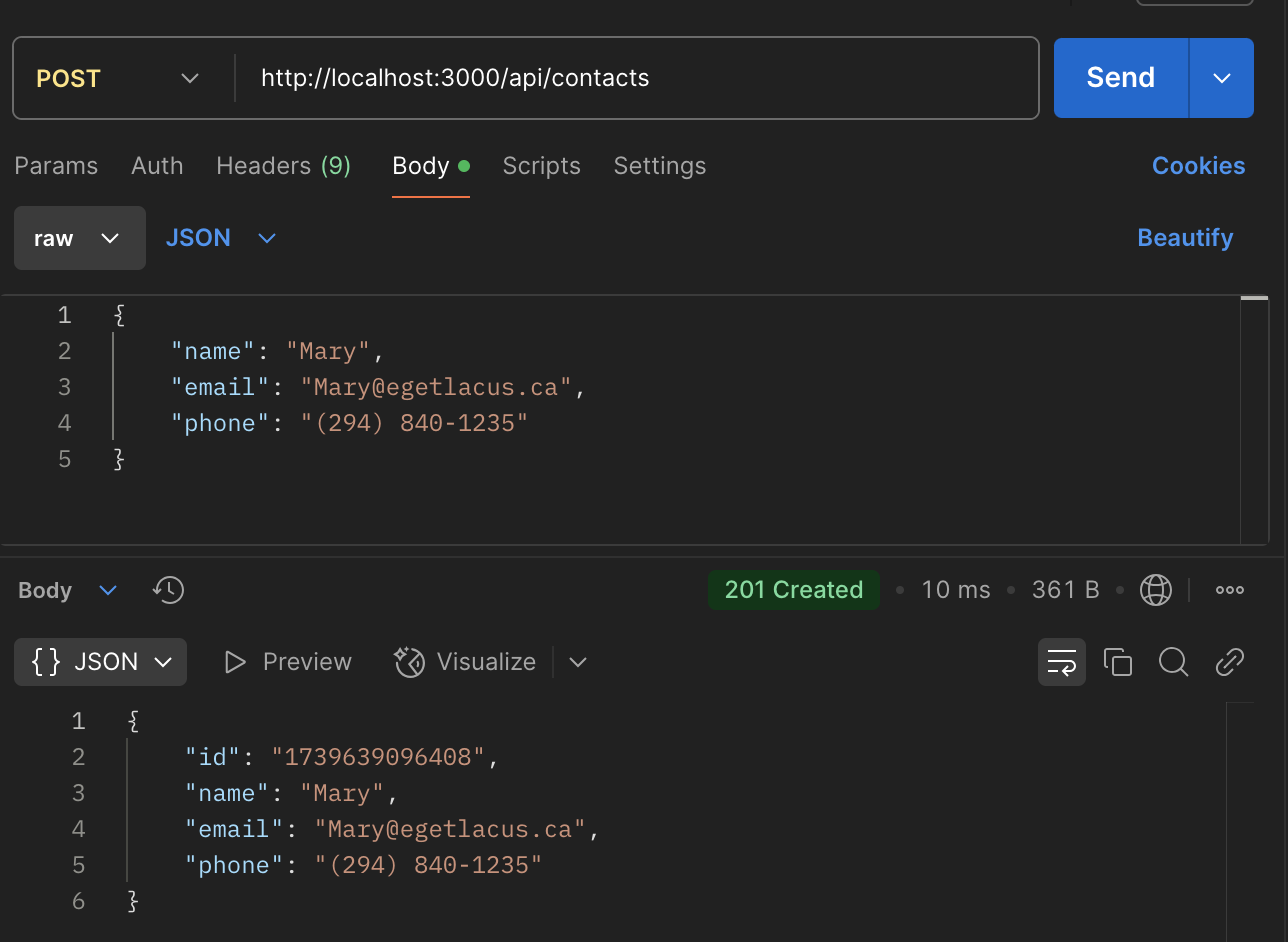 POST http://localhost:3000/api/contacts Send
Params Auth Headers (9) Body Scripts Settings Cookies
raw JSON Beautify
1 {
2 "name": "Mary",
3 "email": "Mary@egetlacus.ca",
4 "phone": "(294) 840-1235"
5 }
Body 201 Created • 10 ms • 361 B •
{} JSON Preview Visualize
1 {
2 "id": "1739639096408",
3 "name": "Mary",
4 "email": "Mary@egetlacus.ca",
5 "phone": "(294) 840-1235"
6 }